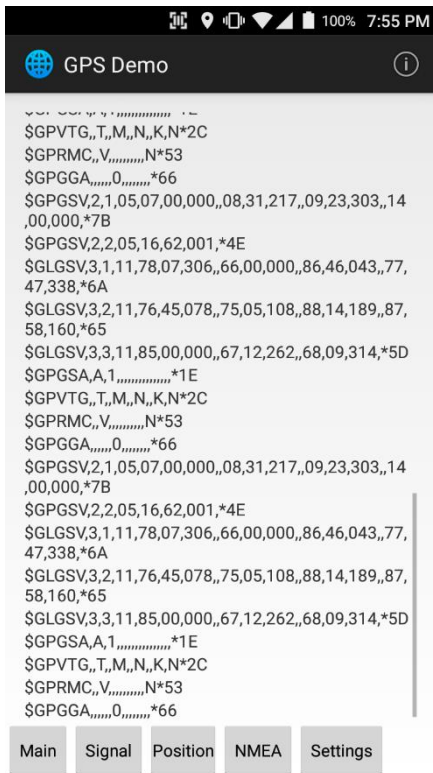 100% 7:55 PM
GPS Demo
$GPVTG,,T,,M,,N,,K,N*2C
$GPRMC,,V,,,,,,,,,,N*53
$GPGGA,,,,,,0,,,,,,,,*66
$GPGSV,2,1,05,07,00,000,,08,31,217,,09,23,303,,14
,00,000,*7B
$GPGSV,2,2,05,16,62,001,*4E
$GLGSV,3,1,11,78,07,306,,66,00,000,,86,46,043,,77,
47,338,*6A
$GLGSV,3,2,11,76,45,078,,75,05,108,,88,14,189,,87,
58,160,*65
$GLGSV,3,3,11,85,00,000,,67,12,262,,68,09,314,*5D
$GPGSA,A,1,,,,,,,,,,,,,,,*1E
$GPVTG,,T,,M,,N,,K,N*2C
$GPRMC,,V,,,,,,,,,,N*53
$GPGGA,,,,,,0,,,,,,,,*66
$GPGSV,2,1,05,07,00,000,,08,31,217,,09,23,303,,14
,00,000,*7B
$GPGSV,2,2,05,16,62,001,*4E
$GLGSV,3,1,11,78,07,306,,66,00,000,,86,46,043,,77,
47,338,*6A
$GLGSV,3,2,11,76,45,078,,75,05,108,,88,14,189,,87,
58,160,*65
$GLGSV,3,3,11,85,00,000,,67,12,262,,68,09,314,*5D
$GPGSA,A,1,,,,,,,,,,,,,,,*1E
$GPVTG,,T,,M,,N,,K,N*2C
$GPRMC,,V,,,,,,,,,,N*53
$GPGGA,,,,,,0,,,,,,,,*66
Main Signal Position NMEA Settings